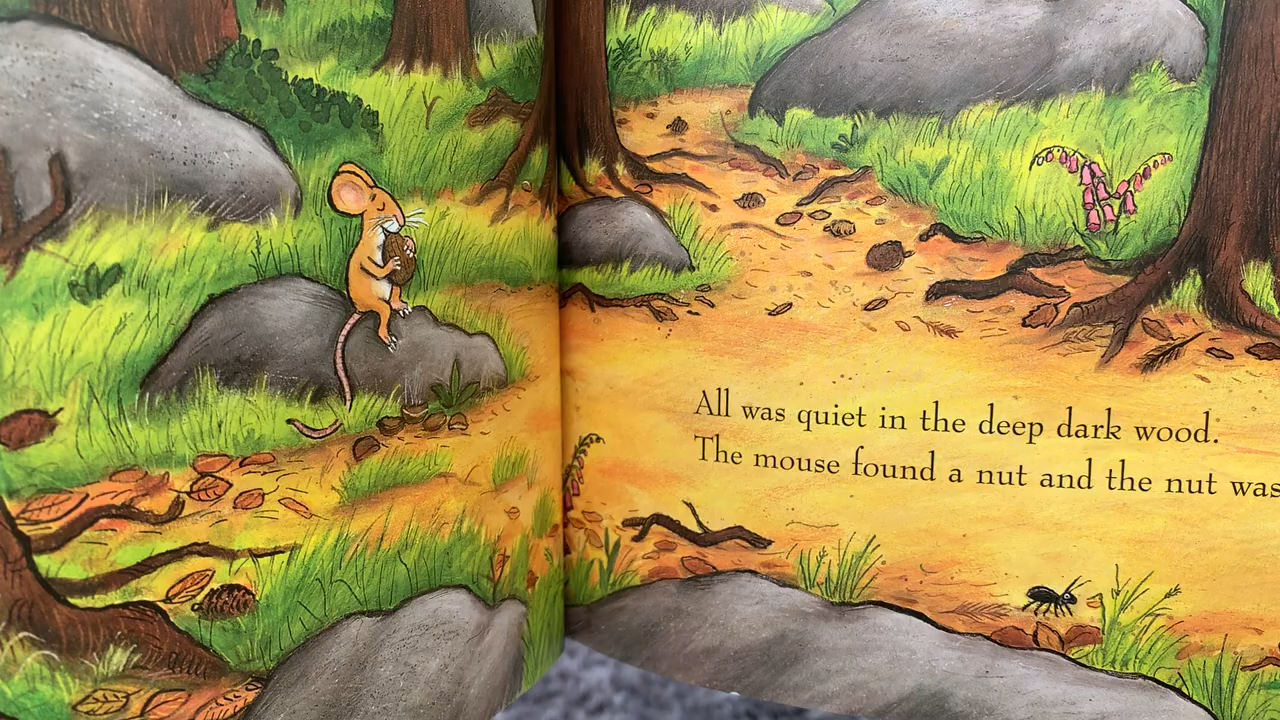 All was quiet in the deep dark wood.
The mouse found a nut and the nut was